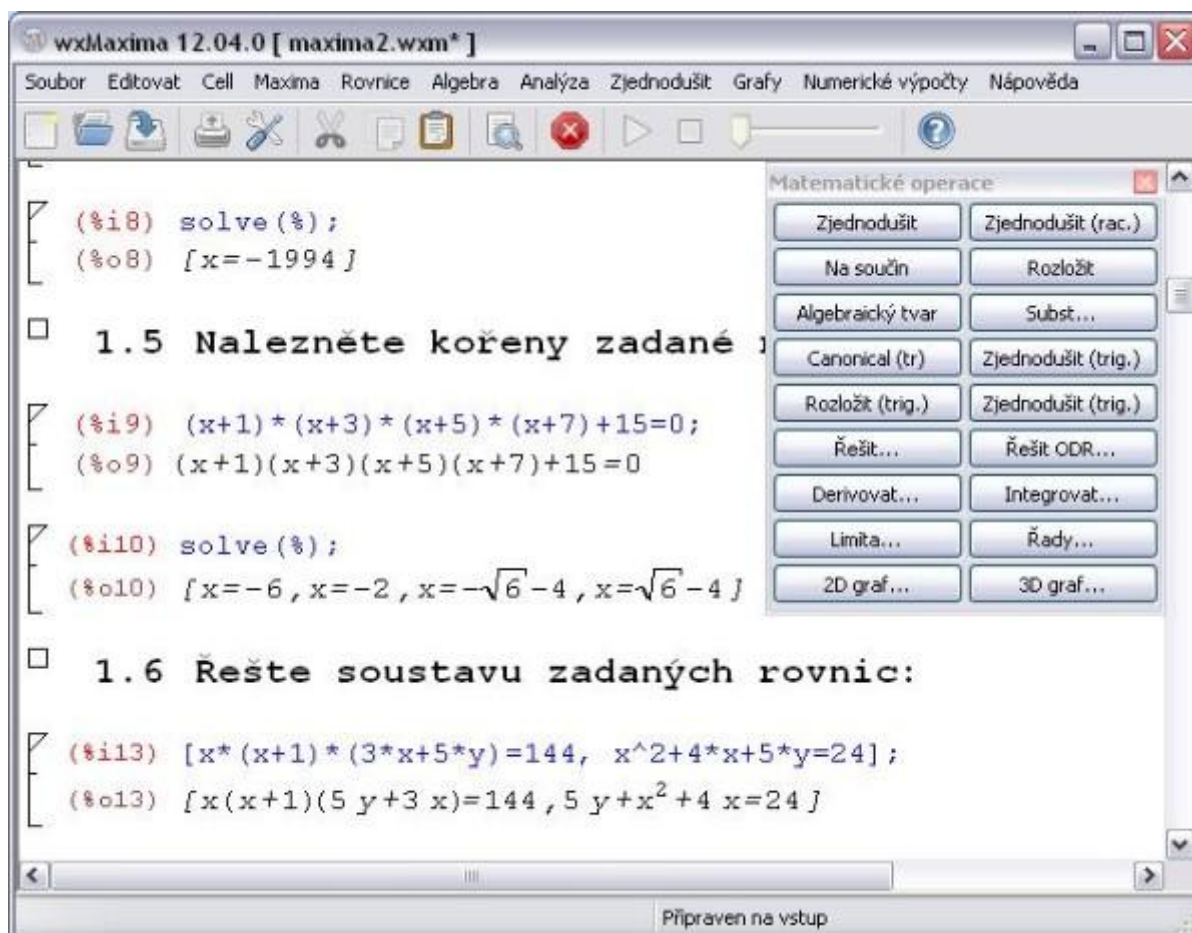 wxMaxima 12.04.0 [ maxima2.wxm* ]
Soubor Editovat Cell Maxima Rovnice Algebra Analýza Zjednodušit Grafy Numerické výpočty Nápověda
(%i8) solve(%);
(%o8) [x=-1994]
1.5 Nalezněte kořeny zadané
(%i9) (x+1)*(x+3)*(x+5)*(x+7)+15=0;
(%o9) (x+1)(x+3)(x+5)(x+7)+15=0
(%i10) solve(%);
(%o10) [x=-6,x=-2,x=-√6-4,x=√6-4]
1.6 Řešte soustavu zadaných rovnic:
(%i13) [x*(x+1)*(3*x+5*y)=144, x^2+4*x+5*y=24];
(%o13) [x(x+1)(5 y+3 x)=144,5 y+x²+4 x=24]
Matematické operace
Zjednodušit Zjednodušit (rac.)
Na součin Rozložit
Algebraický tvar Subst...
Canonical (tr) Zjednodušit (trig.)
Rozložit (trig.) Zjednodušit (trig.)
Řešit... Řešit ODR...
Derivovat... Integrovat...
Limita... Řady...
2D graf... 3D graf...
Připraven na vstup